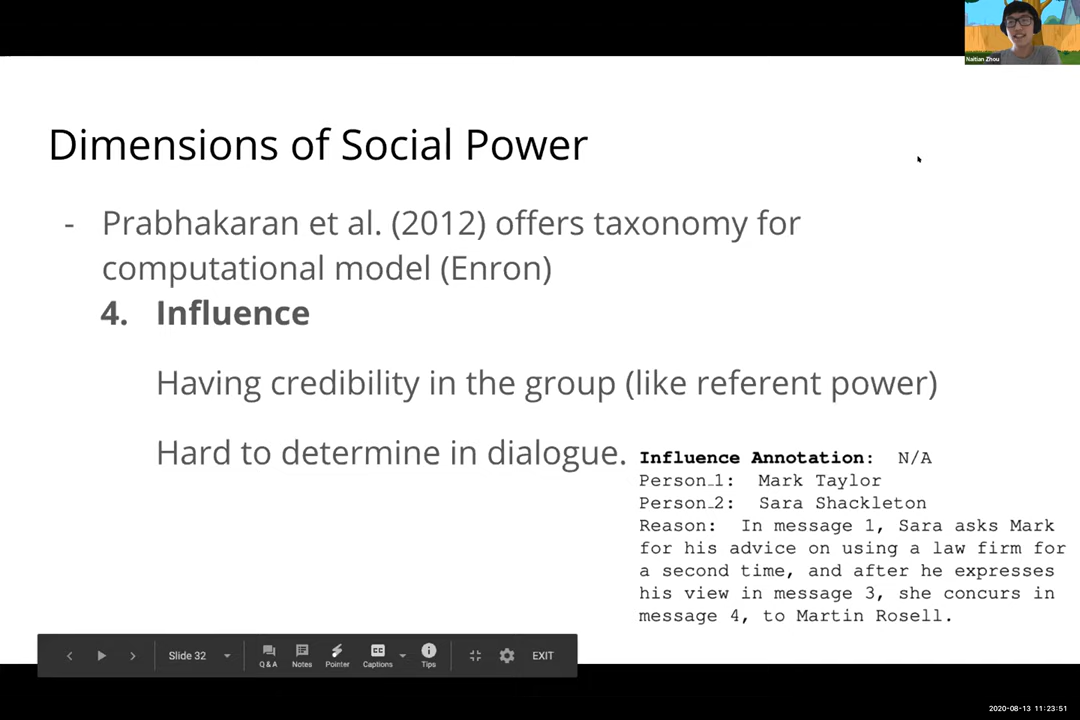 Naitian Zhou
Dimensions of Social Power
- Prabhakaran et al. (2012) offers taxonomy for
computational model (Enron)
4. Influence
Having credibility in the group (like referent power)
Hard to determine in dialogue.
Influence Annotation: N/A
Person_1: Mark Taylor
Person_2: Sara Shackleton
Reason: In message 1, Sara asks Mark
for his advice on using a law firm for
a second time, and after he expresses
his view in message 3, she concurs in
message 4, to Martin Rosell.
Slide 32
Q&A
Notes
Pointer
CC
Captions
Tips
EXIT
2020-08-13 11:23:51